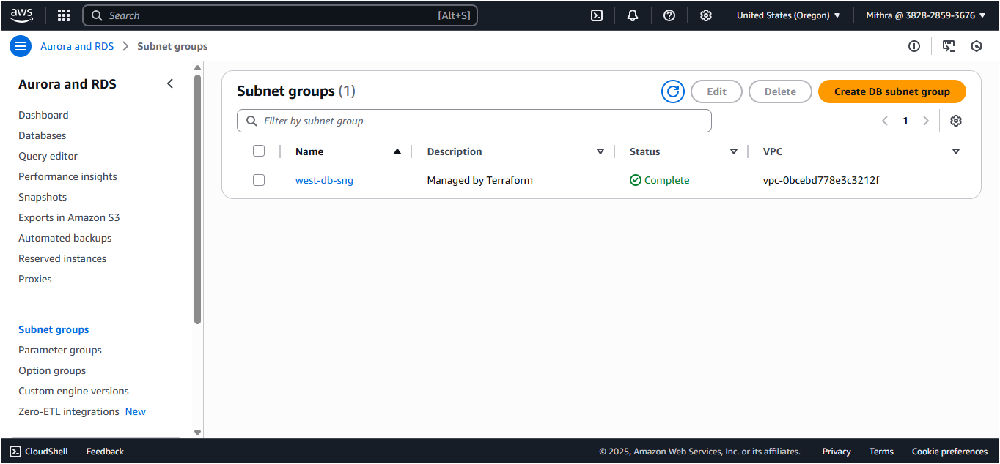 aws Search [Alt+S] United States (Oregon) Mithra @ 3828-2859-3676
Aurora and RDS > Subnet groups
Aurora and RDS
Dashboard
Databases
Query editor
Performance insights
Snapshots
Exports in Amazon S3
Automated backups
Reserved instances
Proxies
Subnet groups
Parameter groups
Option groups
Custom engine versions
Zero-ETL integrations New
Subnet groups (1) Edit Delete Create DB subnet group
Filter by subnet group 1
Name Description Status VPC
west-db-sng Managed by Terraform Complete vpc-0bcebd778e3c3212f
CloudShell Feedback © 2025, Amazon Web Services, Inc. or its affiliates. Privacy Terms Cookie preferences